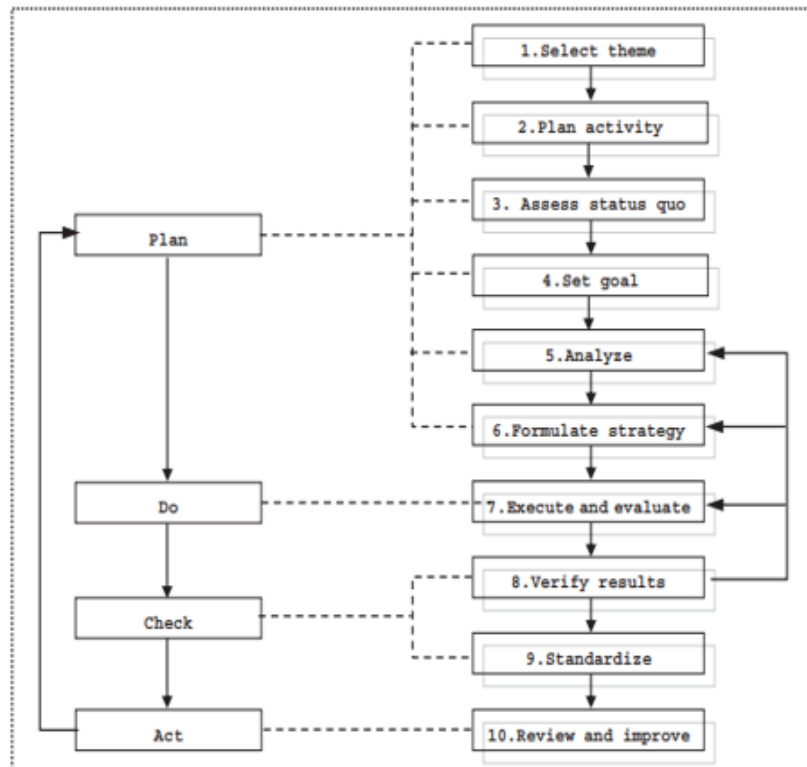 1.Select theme
2.Plan activity
3. Assess status quo
Plan
4.Set goal
5.Analyze
6.Formulate strategy
Do
7.Execute and evaluate
8.Verify results
Check
9.Standardize
Act
10.Review and improve